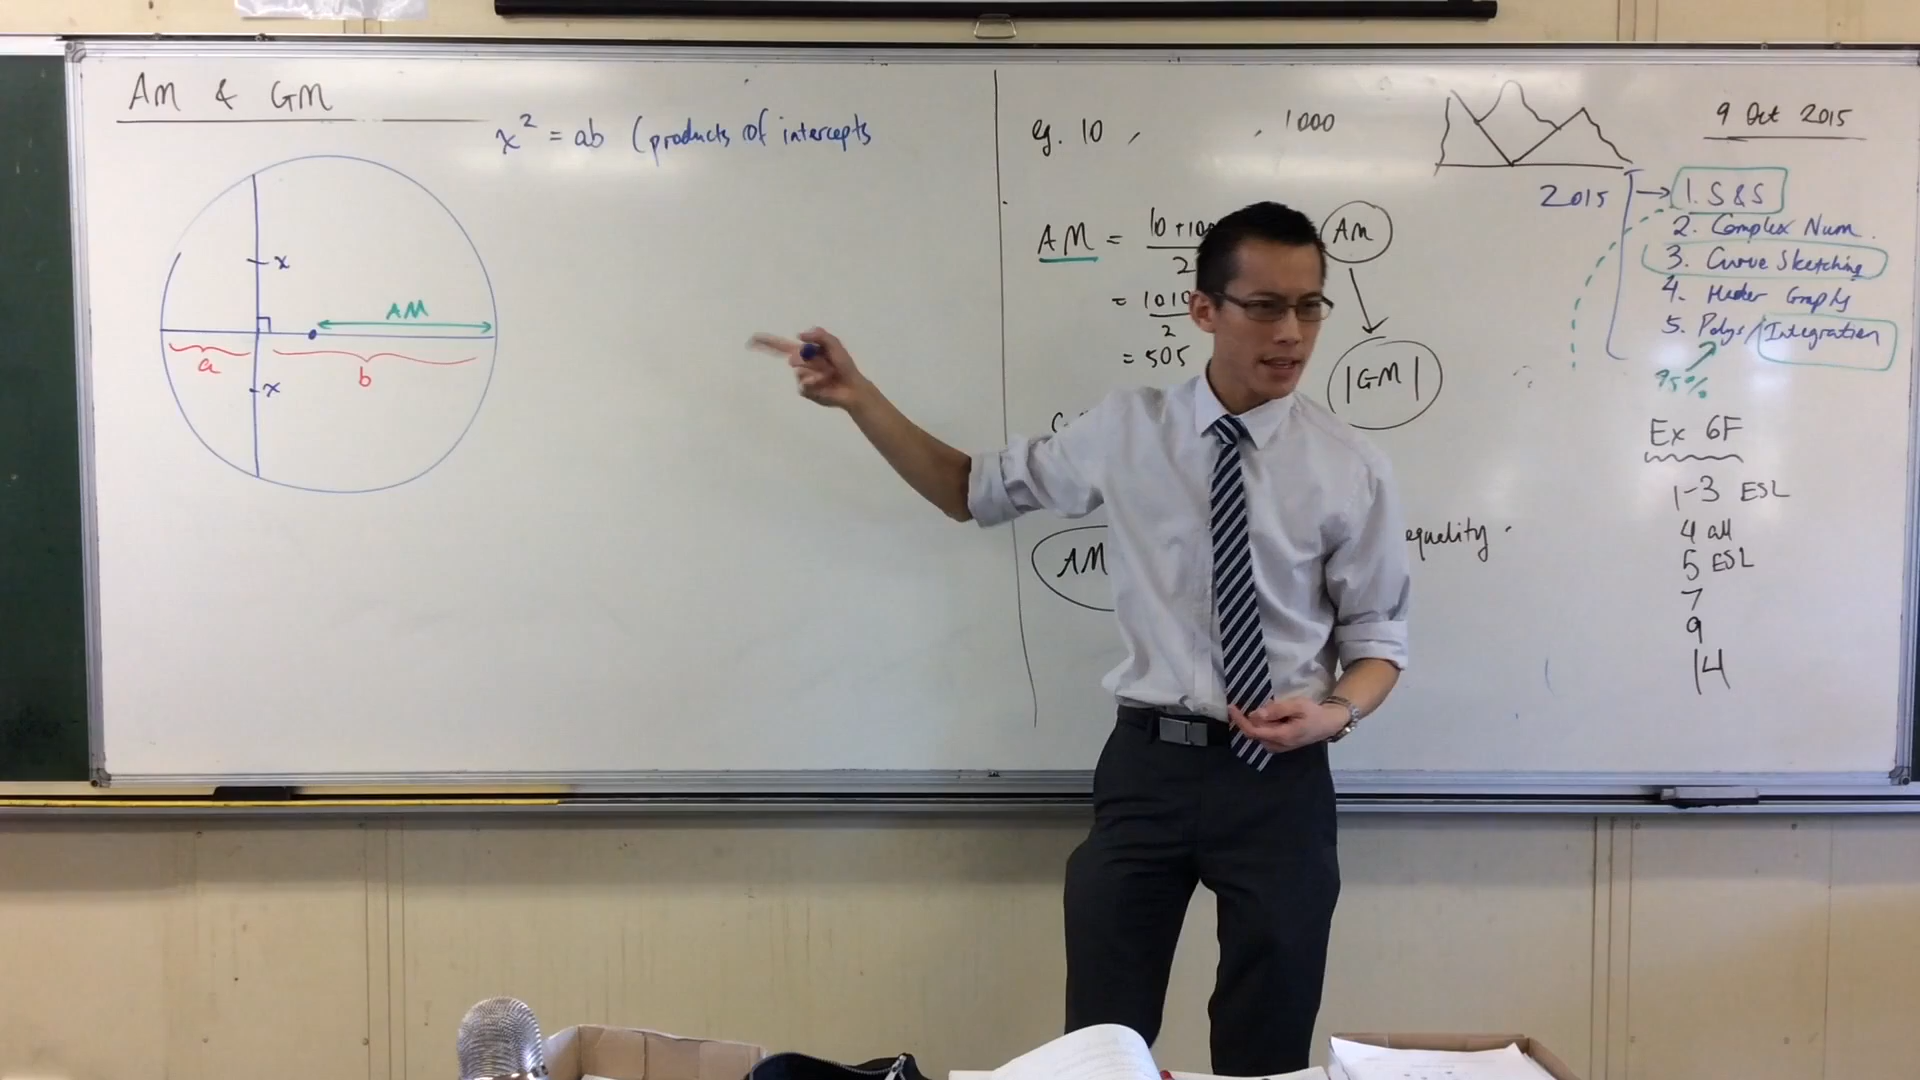 AM & GM
x² = ab (products of intercepts
x
AM
a
b
x
eg. 10 , , 1000
AM = 10 + 10
2
= 1010
2
= 505
AM
|GM|
AM
equality.
9 Oct 2015
2015
1. S&S
2. Complex Num.
3. Curve Sketching
4. Graphs
5. Polys/Integration
95%
Ex 6F
1-3 ESL
4 all
5 ESL
7
9
14